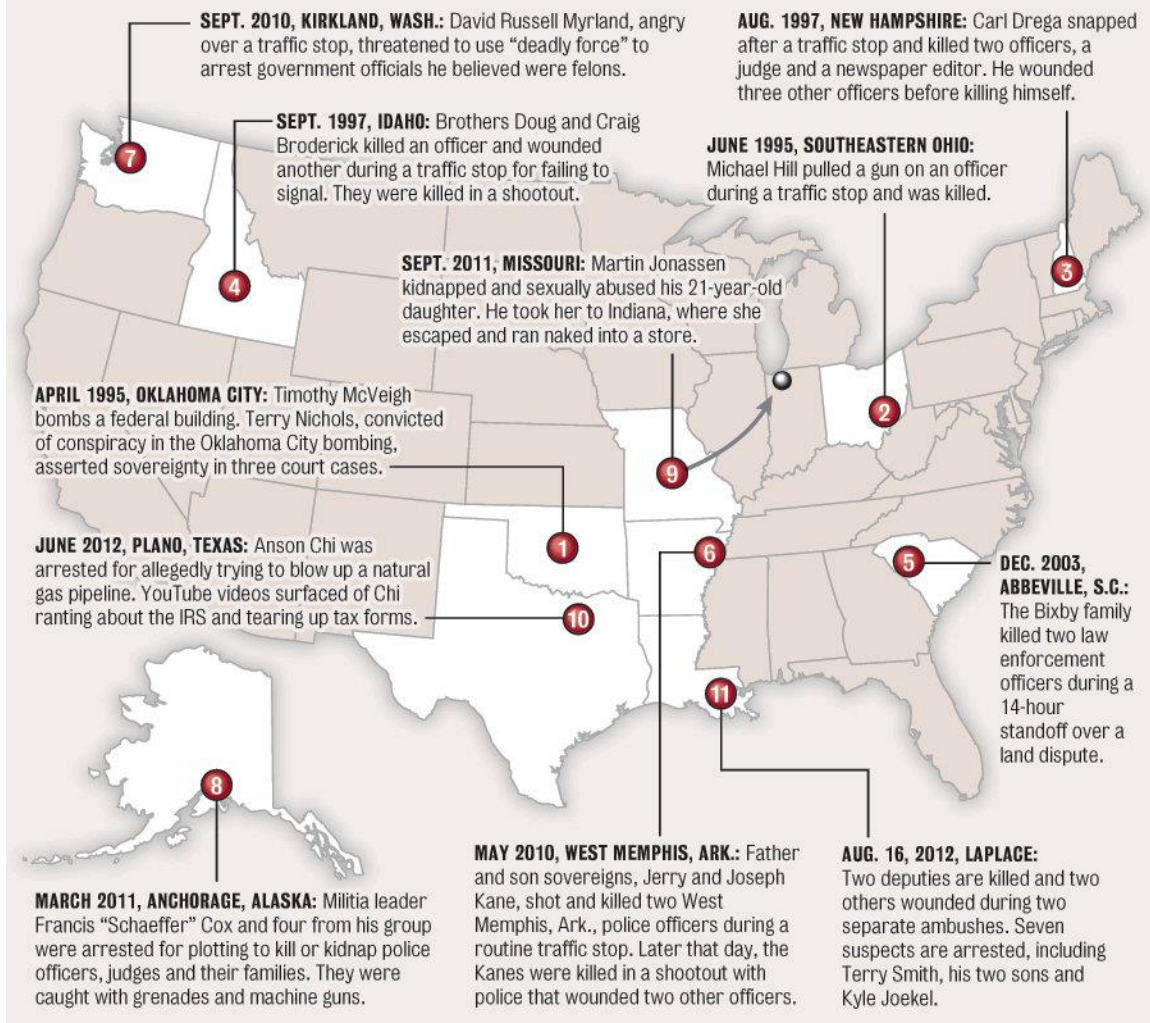 SEPT. 2010, KIRKLAND, WASH.: David Russell Myrland, angry
over a traffic stop, threatened to use “deadly force” to
arrest government officials he believed were felons.
AUG. 1997, NEW HAMPSHIRE: Carl Drega snapped
after a traffic stop and killed two officers, a
judge and a newspaper editor. He wounded
three other officers before killing himself.
7
SEPT. 1997, IDAHO: Brothers Doug and Craig
Broderick killed an officer and wounded
another during a traffic stop for failing to
signal. They were killed in a shootout.
JUNE 1995, SOUTHEASTERN OHIO:
Michael Hill pulled a gun on an officer
during a traffic stop and was killed.
4
SEPT. 2011, MISSOURI: Martin Jonassen
kidnapped and sexually abused his 21-year-old
daughter. He took her to Indiana, where she
escaped and ran naked into a store.
3
APRIL 1995, OKLAHOMA CITY: Timothy McVeigh
bombs a federal building. Terry Nichols, convicted
of conspiracy in the Oklahoma City bombing,
asserted sovereignty in three court cases.
2
9
JUNE 2012, PLANO, TEXAS: Anson Chi was
arrested for allegedly trying to blow up a natural
gas pipeline. YouTube videos surfaced of Chi
ranting about the IRS and tearing up tax forms.
1
6
5
10
DEC. 2003,
ABBEVILLE, S.C.:
The Bixby family
killed two law
enforcement
officers during a
14-hour
standoff over a
land dispute.
11
8
MARCH 2011, ANCHORAGE, ALASKA: Militia leader
Francis “Schaeffer” Cox and four from his group
were arrested for plotting to kill or kidnap police
officers, judges and their families. They were
caught with grenades and machine guns.
MAY 2010, WEST MEMPHIS, ARK.: Father
and son sovereigns, Jerry and Joseph
Kane, shot and killed two West
Memphis, Ark., police officers during a
routine traffic stop. Later that day, the
Kanes were killed in a shootout with
police that wounded two other officers.
AUG. 16, 2012, LAPLACE:
Two deputies are killed and two
others wounded during two
separate ambushes. Seven
suspects are arrested, including
Terry Smith, his two sons and
Kyle Joekel.